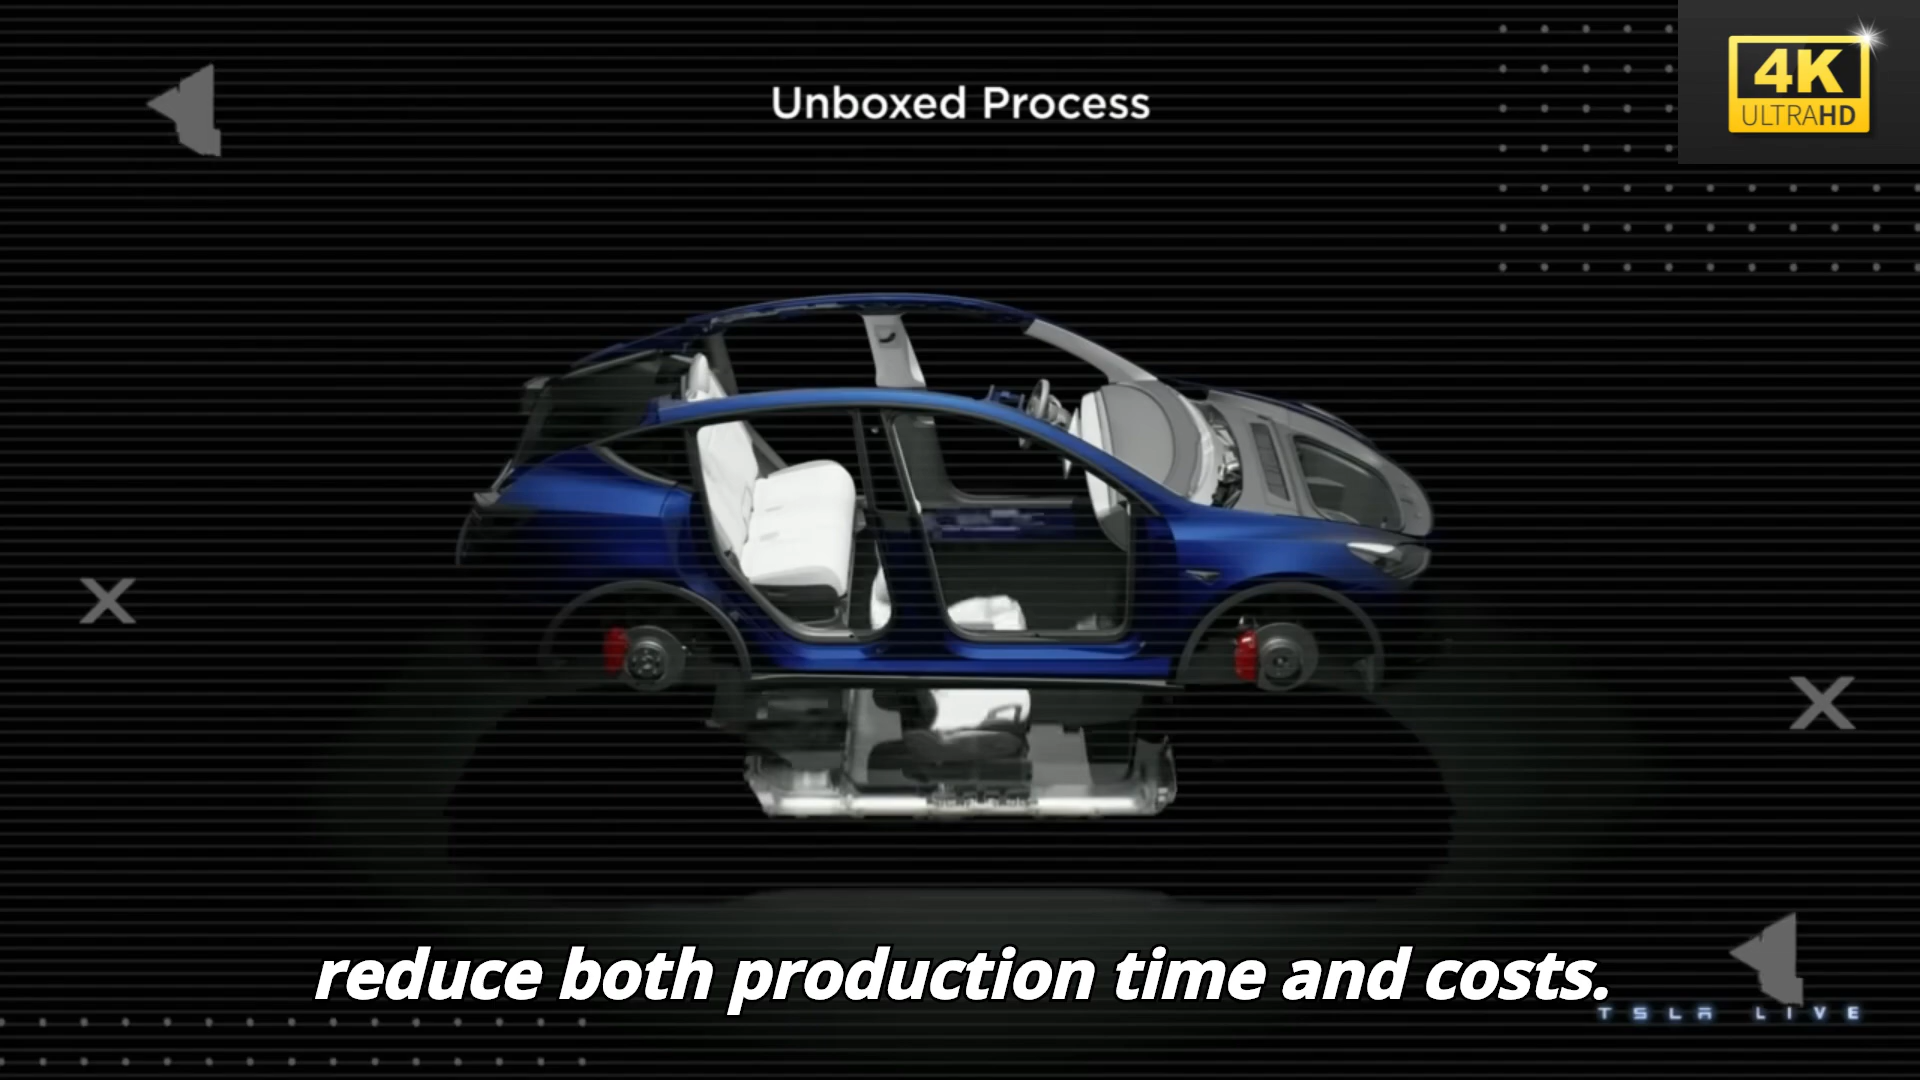 4K
ULTRAHD
Unboxed Process
reduce both production time and costs.
TSLA LIVE